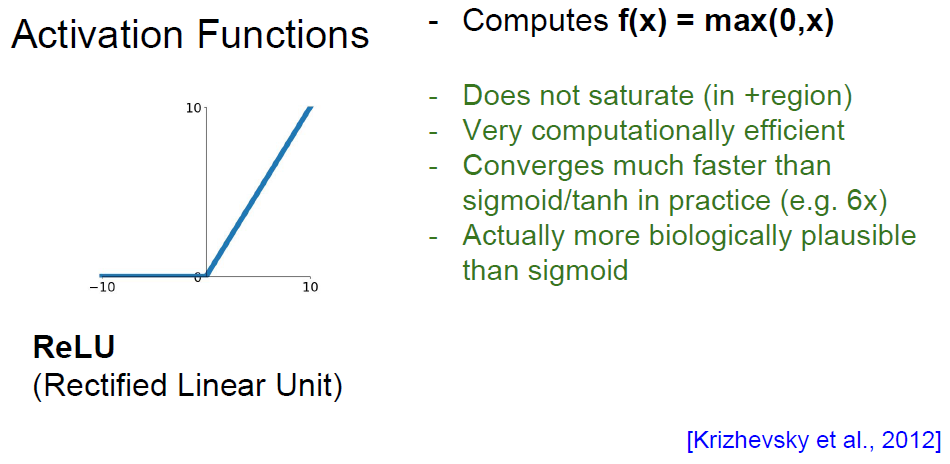 Activation Functions
- Computes f(x) = max(0,x)
- Does not saturate (in +region)
- Very computationally efficient
- Converges much faster than
sigmoid/tanh in practice (e.g. 6x)
- Actually more biologically plausible
than sigmoid
10
0
−10
10
ReLU
(Rectified Linear Unit)
[Krizhevsky et al., 2012]